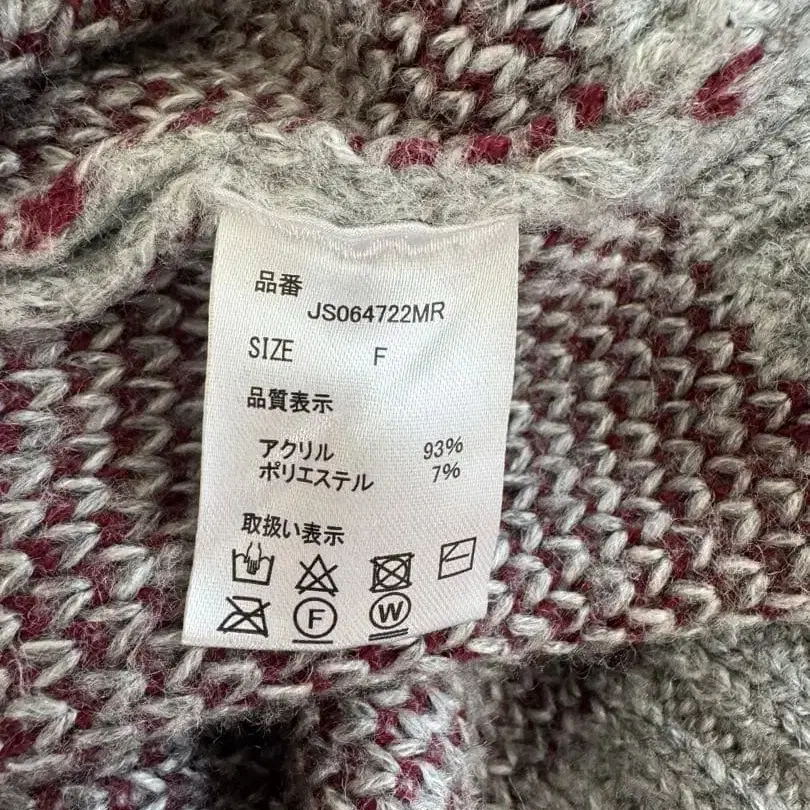 品番
JS064722MR
SIZE F
品質表示
アクリル 93%
ポリエステル 7%
取扱い表示
F W